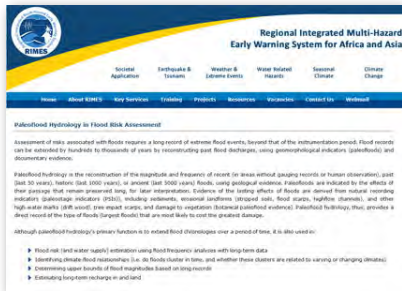 RIMES
Regional Integrated Multi-Hazard
Early Warning System for Africa and Asia
Societal Application
Earthquake & Tsunami
Weather & Extreme Events
Water Related Hazards
Seasonal Climate
Climate Change
Home About RIMES Key Services Training Projects Resources Vacancies Contact Us Webmail
Paleoflood Hydrology in Flood Risk Assessment
Assessment of risks associated with floods requires a long-record of extreme flood events, beyond that of the instrumentation period. Flood records
can be extended by hundreds to thousands of years by reconstructing past flood discharges, using geomorphological indicators (paleofloods) and
documentary evidence.
Paleoflood hydrology is the reconstruction of the magnitude and frequency of recent (in areas without gauging records or human observation), past
(last 50 years), historic (last 1000 years), or ancient (last 5000 years) floods, using geological evidence. Paleofloods are indicated by the effects of
their passage that remain preserved long, for later interpretation. Evidence of the lasting effects of floods are derived from natural recording
indicators (paleostage indicators (PSIs)), including sediments, erosional landforms (stripped soils, flood scarps, highflow channels), and other
high-water marks (drift wood), tree impact scars, and damage to vegetation (botanical paleoflood evidence). Paleoflood hydrology, thus, provides a
direct record of the type of floods (largest floods) that are most likely to cost the greatest damage.
Although paleoflood hydrology's primary function is to extend flood chronologies over a period of time, it is also used in:
Flood risk (and water supply) estimation using flood frequency analyses with long-term data
Identifying climate-flood relationships (i.e. do floods cluster in time, and whether these clusters are related to varying or changing climates)
Determining upper bounds of flood magnitudes based on long records
Estimating long-term recharge in arid land